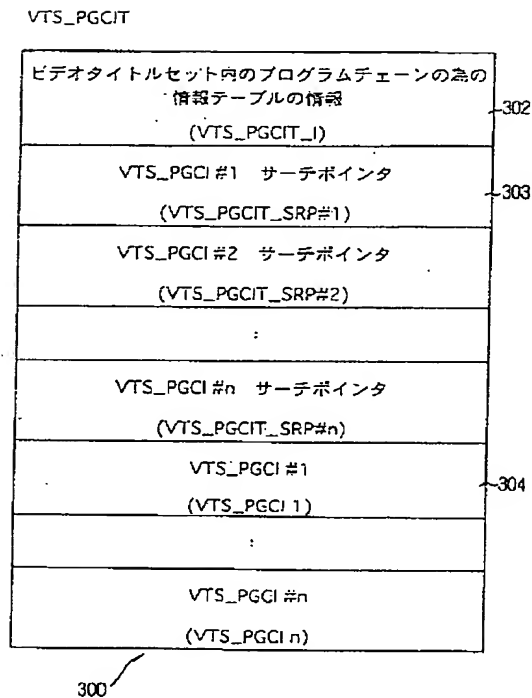 VTS_PGCIT
ビデオタイトルセット内のプログラムチェーンの為の
情報テーブルの情報
(VTS_PGCIT_I)
302
VTS_PGCI #1 サーチポインタ
303
(VTS_PGCIT_SRP#1)
VTS_PGCI #2 サーチポインタ
(VTS_PGCIT_SRP#2)
:
VTS_PGCI #n サーチポインタ
(VTS_PGCIT_SRP#n)
VTS_PGCI #1
304
(VTS_PGCI 1)
:
VTS_PGCI #n
(VTS_PGCI n)
300